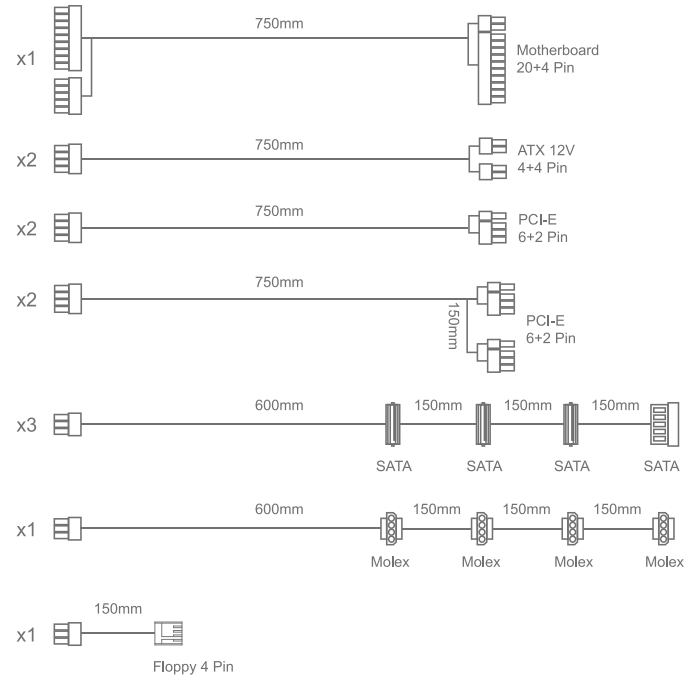 750mm
x1
Motherboard
20+4 Pin
750mm
x2
ATX 12V
4+4 Pin
750mm
x2
PCI-E
6+2 Pin
750mm
x2
150mm
PCI-E
6+2 Pin
600mm 150mm 150mm 150mm
x3
SATA SATA SATA SATA
600mm 150mm 150mm 150mm
x1
Molex Molex Molex Molex
150mm
x1
Floppy 4 Pin